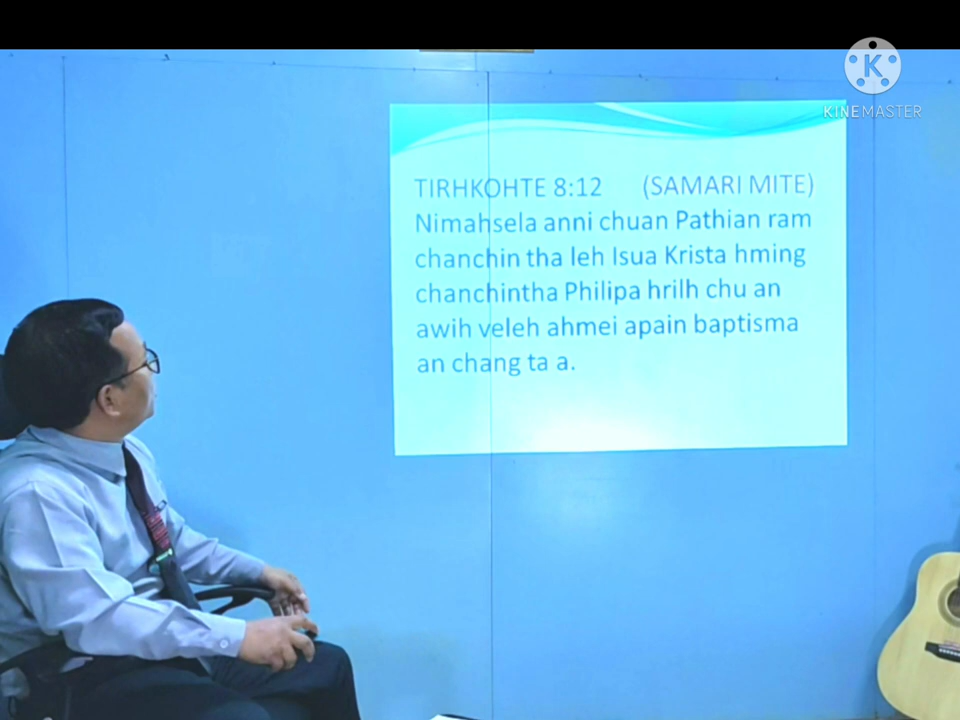 K
KINEMASTER
TIRHKOHTE 8:12 (SAMARI MITE)
Nimahsela anni chuan Pathian ram
chanchin tha leh Isua Krista hming
chanchintha Philipa hrilh chu an
awih veleh ahmei apain baptisma
an chang ta a.